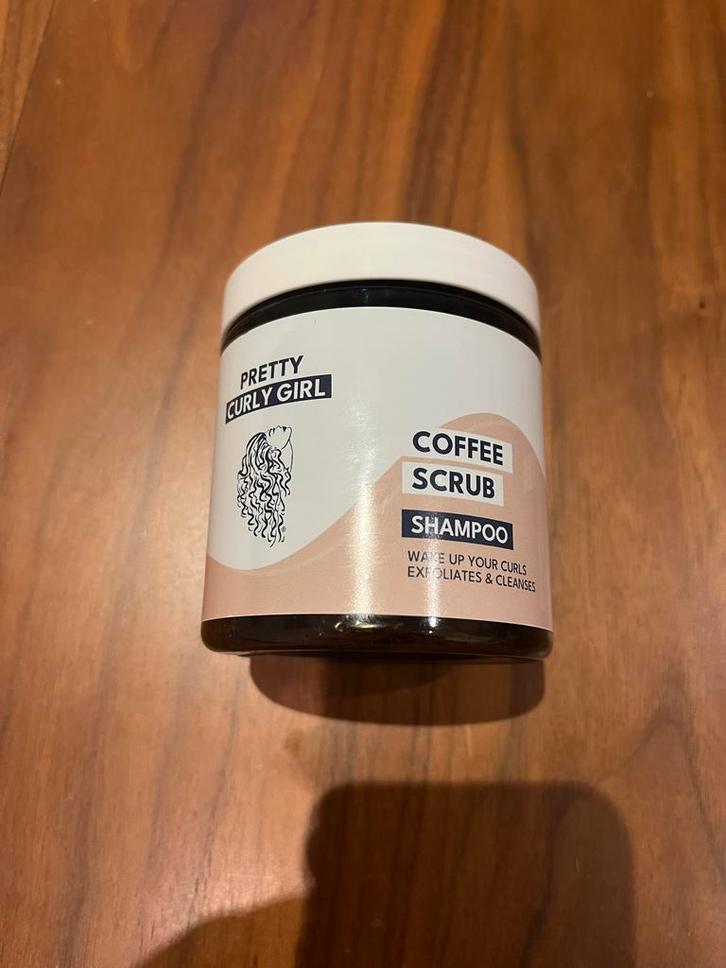 PRETTY
CURLY GIRL
COFFEE
SCRUB
SHAMPOO
WAKE UP YOUR CURLS
EXFOLIATES & CLEANSES